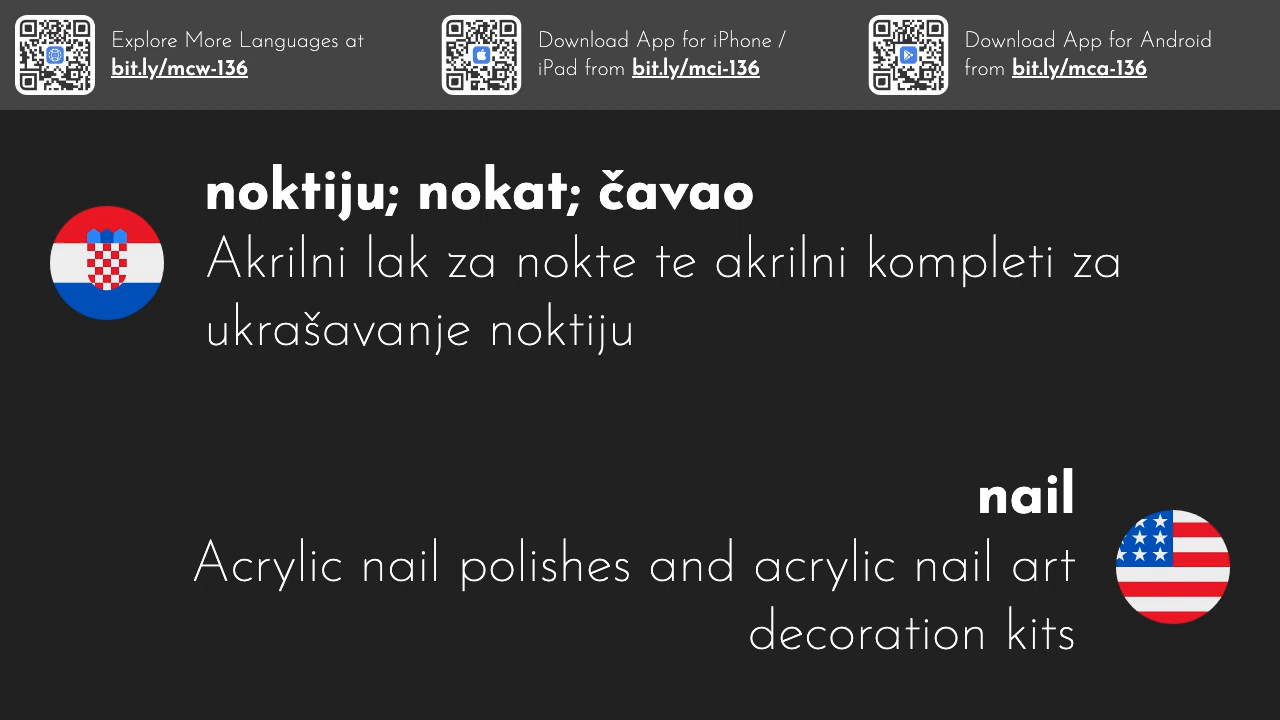 Explore More Languages at
bit.ly/mcw-136
Download App for iPhone /
iPad from bit.ly/mci-136
Download App for Android
from bit.ly/mca-136
noktiju; nokat; čavao
Akrilni lak za nokte te akrilni kompleti za
ukrašavanje noktiju
nail
Acrylic nail polishes and acrylic nail art
decoration kits